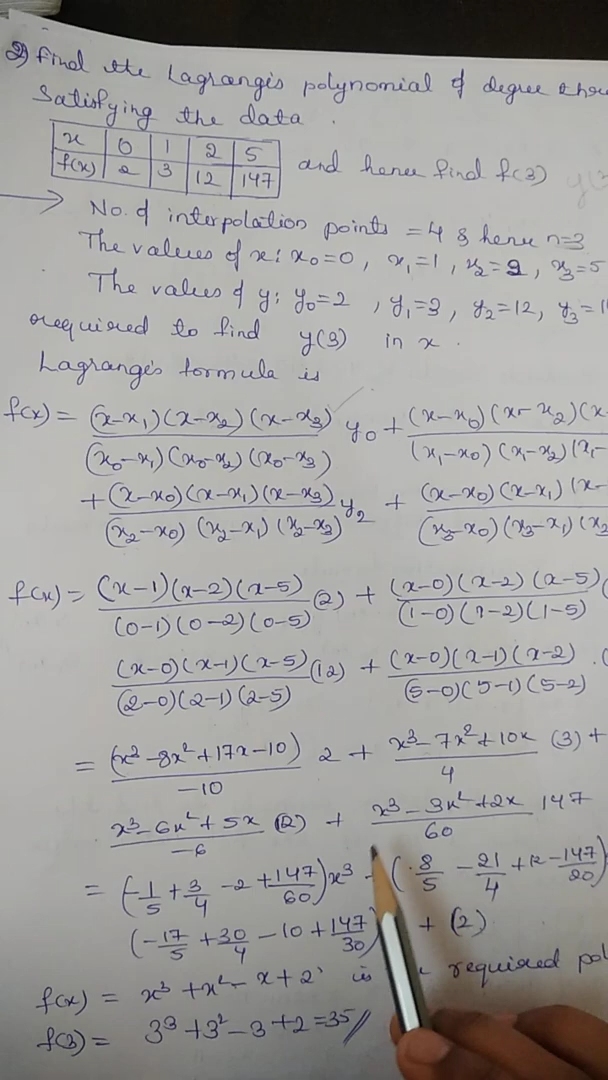 2) Find the Lagrange's polynomial of degree
satisfying the data.
x 0 1 2 5
f(x) 2 3 12 147
and hence find f(3)
→ No. of interpolation points = 4 & hence n=3
The values of x: x₀=0, x₁=1, x₂=2, x₃=5
The values of y: y₀=2, y₁=3, y₂=12, y₃=1
required to find y(3) in x.
Lagrange's formula is
f(x) = (x-x₁)(x-x₂)(x-x₃)/(x₀-x₁)(x₀-x₂)(x₀-x₃) y₀ + (x-x₀)(x-x₂)(x-/(x₁-x₀)(x₁-x₂)(x₁-
+ (x-x₀)(x-x₁)(x-x₃)/(x₂-x₀)(x₂-x₁)(x₂-x₃) y₂ + (x-x₀)(x-x₁)(x-/(x₃-x₀)(x₃-x₁)(x₃
f(x) = (x-1)(x-2)(x-5)/(0-1)(0-2)(0-5) (2) + (x-0)(x-2)(x-5)/(1-0)(1-2)(1-5) (
(x-0)(x-1)(x-5)/(2-0)(2-1)(2-5) (12) + (x-0)(x-1)(x-2)/(5-0)(5-1)(5-2) . (
= (x³-8x²+17x-10)/-10 2 + x³-7x²+10x/4 (3) +
x³-6x²+5x/-6 (12) + x³-3x²+2x/60 147
= (-1/5 + 3/4 - 2 + 147/60)x³ + (8/5 - 21/4 + 12 - 147/20)
(-17/5 + 30/4 - 10 + 147/30) + (2)
f(x) = x³ + x² - x + 2 is required pol
f(3) = 3³ + 3² - 3 + 2 = 35 //